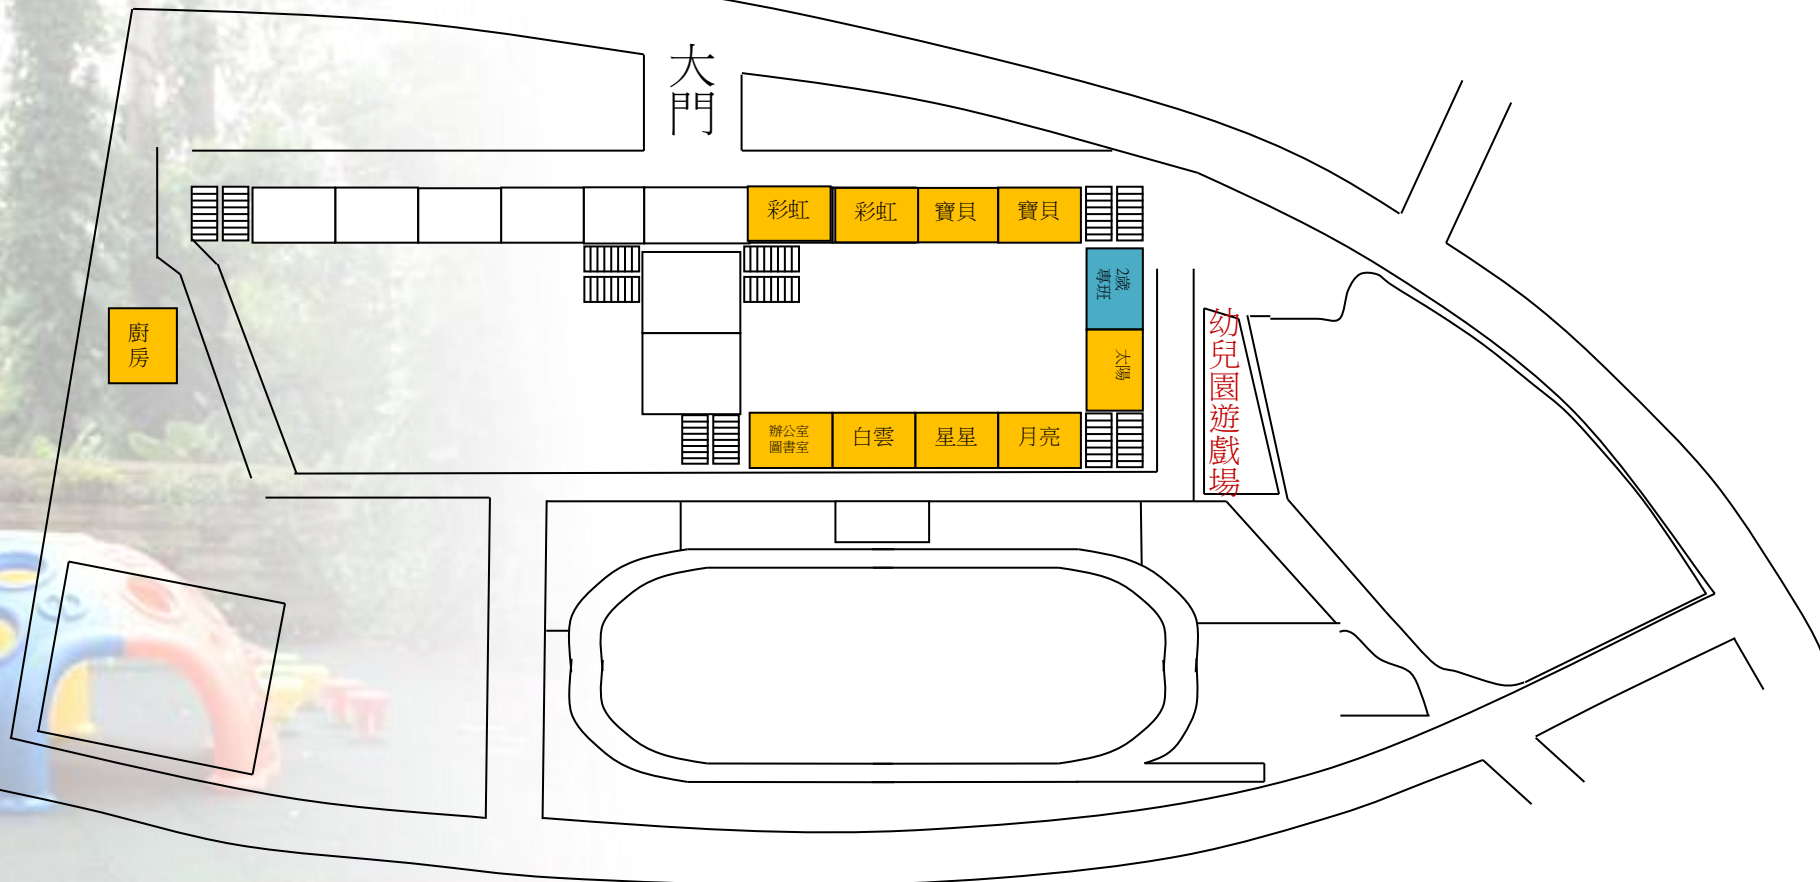 大門
彩虹
彩虹
寶貝
寶貝
2歲
專班
太陽
廚
房
幼兒園遊戲場
辦公室
圖書室
白雲
星星
月亮